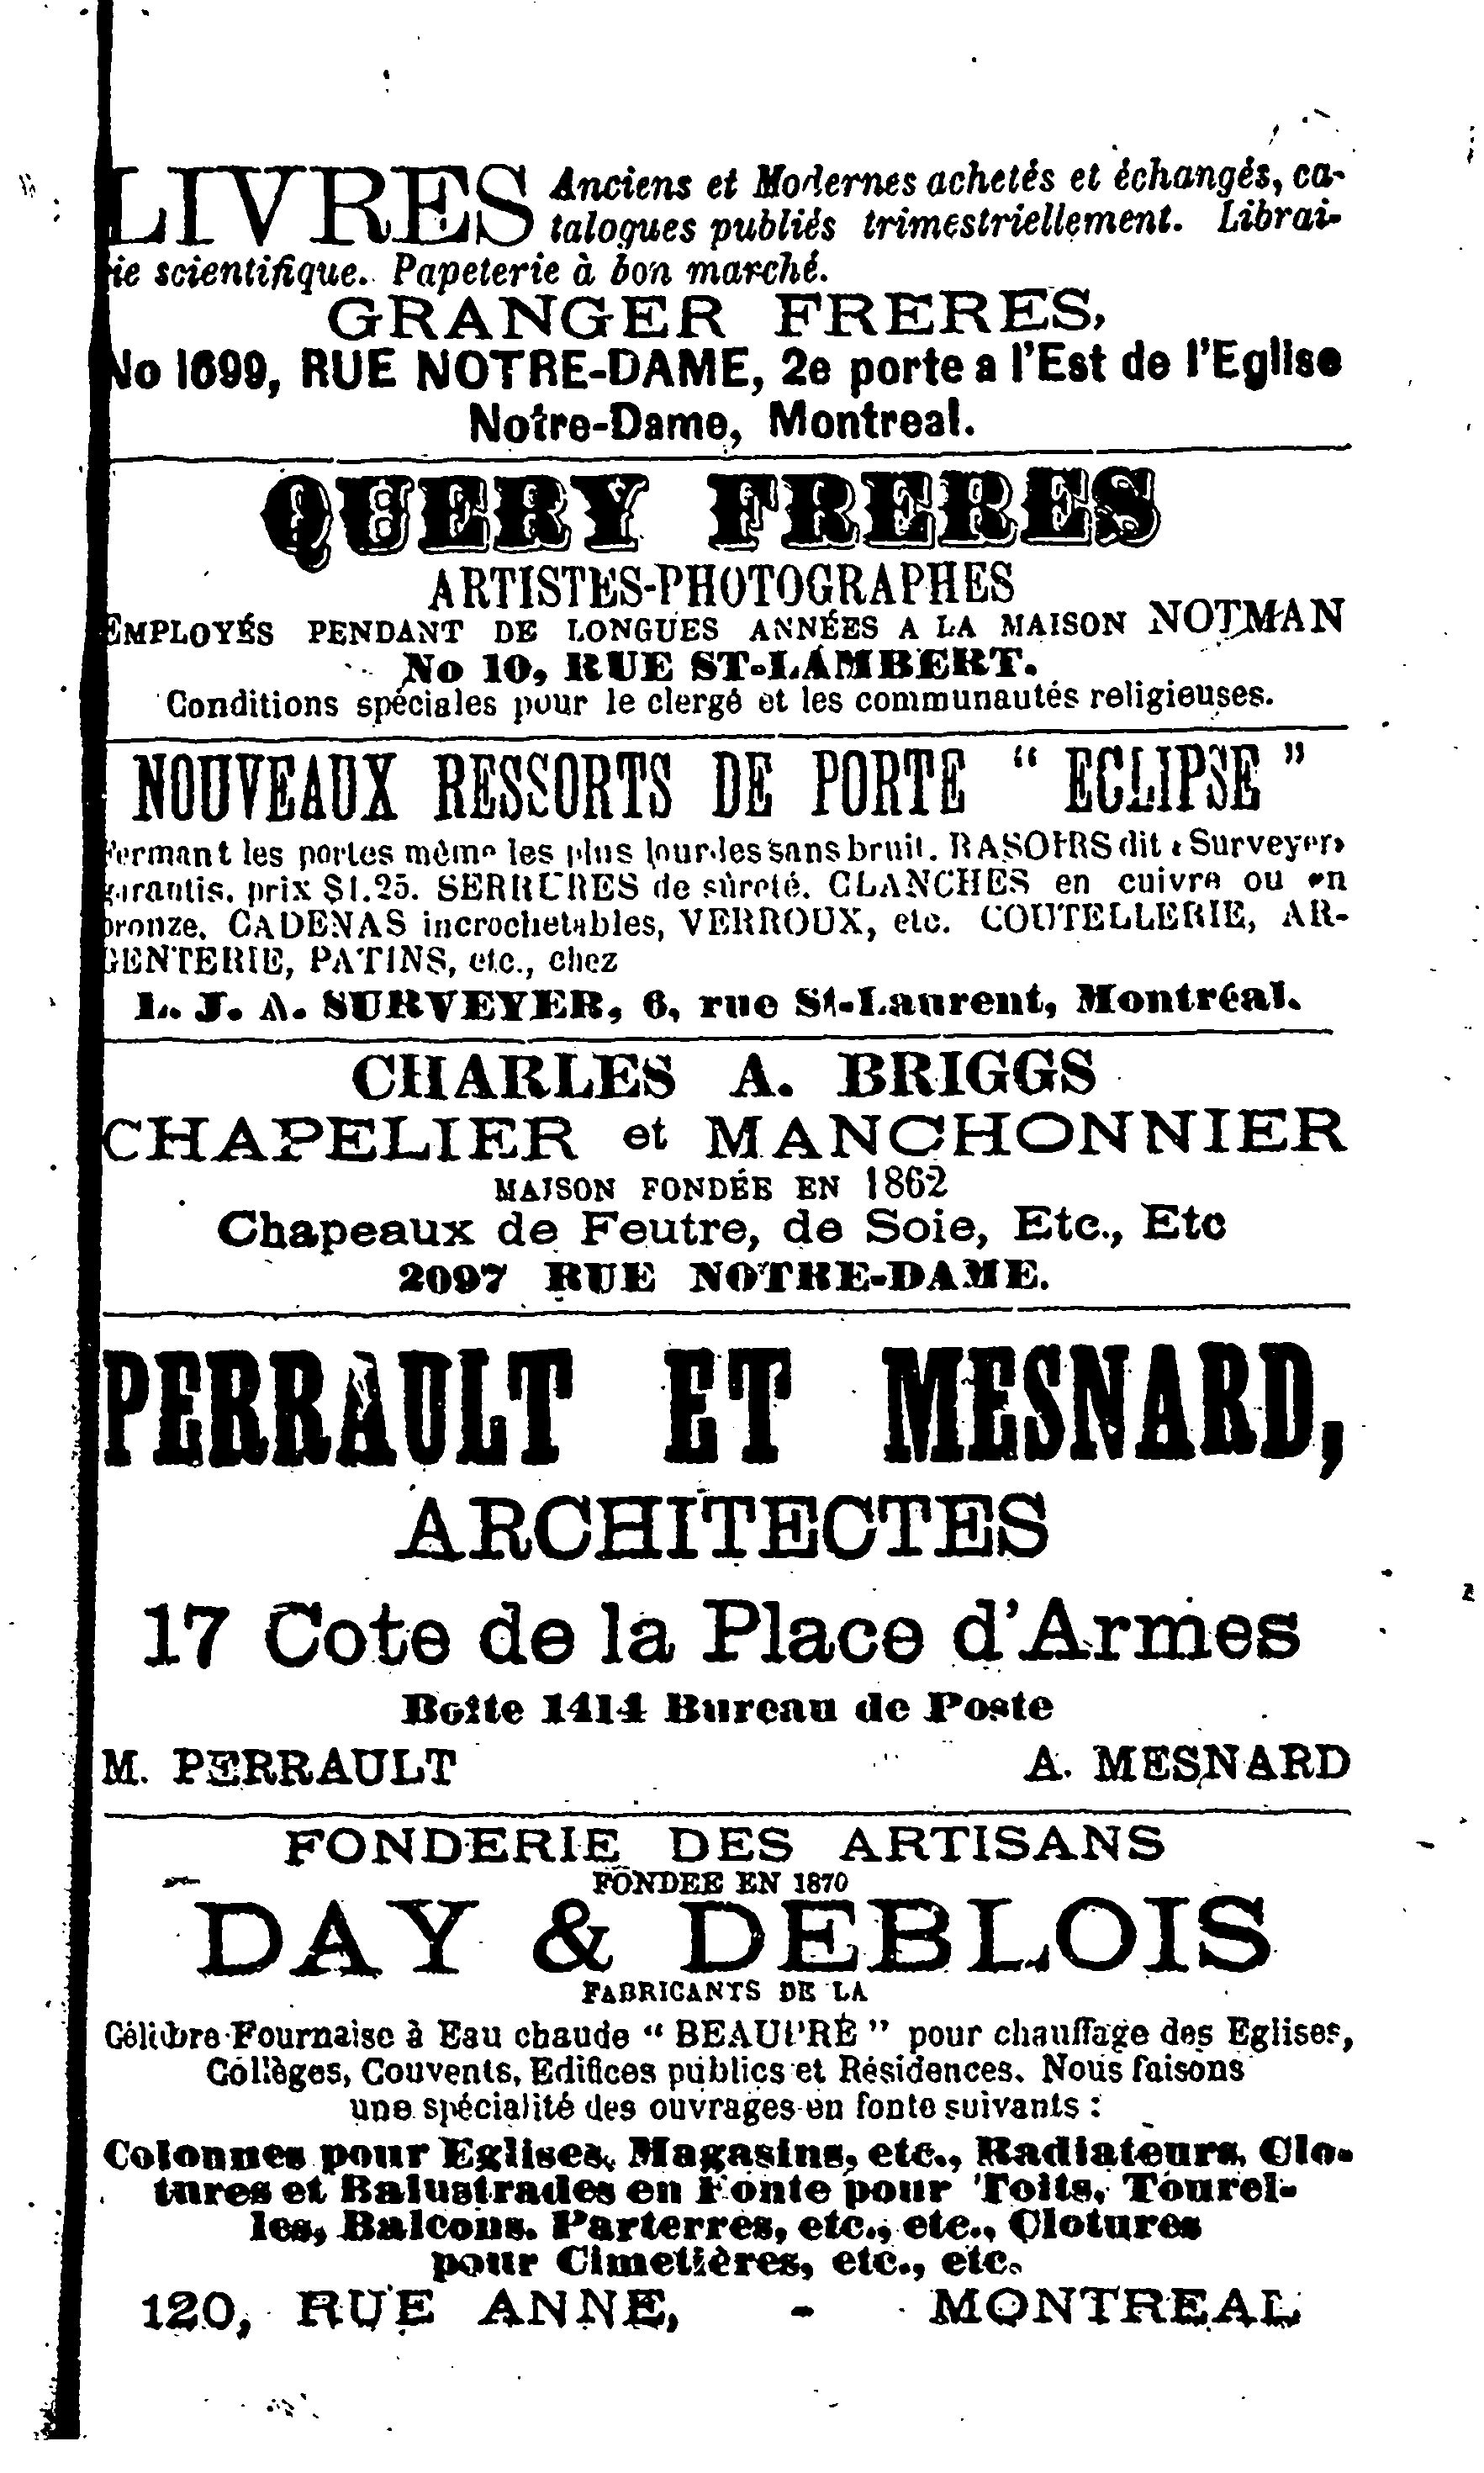 LIVRES Anciens et Modernes achetés et échangés, ca-
talogues publiés trimestriellement. Librai-
rie scientifique. Papeterie à bon marché.
GRANGER FRERES,
No 1699, RUE NOTRE-DAME, 2e porte a l'Est de l'Eglise
Notre-Dame, Montreal.
QUERY FRERES
ARTISTES-PHOTOGRAPHES
EMPLOYÉS PENDANT DE LONGUES ANNÉES A LA MAISON NOTMAN
No 10, RUE ST-LAMBERT.
Conditions spéciales pour le clergé et les communautés religieuses.
NOUVEAUX RESSORTS DE PORTE " ECLIPSE "
Fermant les portes même les plus lourdes sans bruit. RASOIRS dit « Surveyer»
garantis, prix $1.25. SERRURES de sûreté. CLANCHES en cuivre ou en
bronze. CADENAS incrochetables, VERROUX, etc. COUTELLERIE, AR-
GENTERIE, PATINS, etc., chez
L. J. A. SURVEYER, 6, rue St-Laurent, Montréal.
CHARLES A. BRIGGS
CHAPELIER et MANCHONNIER
MAISON FONDÉE EN 1862
Chapeaux de Feutre, de Soie, Etc., Etc
2097 RUE NOTRE-DAME.
PERRAULT ET MESNARD,
ARCHITECTES
17 Cote de la Place d'Armes
Boîte 1414 Bureau de Poste
M. PERRAULT A. MESNARD
FONDERIE DES ARTISANS
FONDEE EN 1870
DAY & DEBLOIS
FABRICANTS DE LA
Célèbre Fournaise à Eau chaude " BEAUPRÉ " pour chauffage des Eglises,
Collèges, Couvents, Edifices publics et Résidences. Nous faisons
une spécialité des ouvrages en fonte suivants :
Colonnes pour Eglises, Magasins, etc., Radiateurs, Clo-
tures et Balustrades en Fonte pour Toits, Tourel-
les, Balcons, Parterres, etc., etc., Clotures
pour Cimetières, etc., etc.
120, RUE ANNE, - MONTREAL